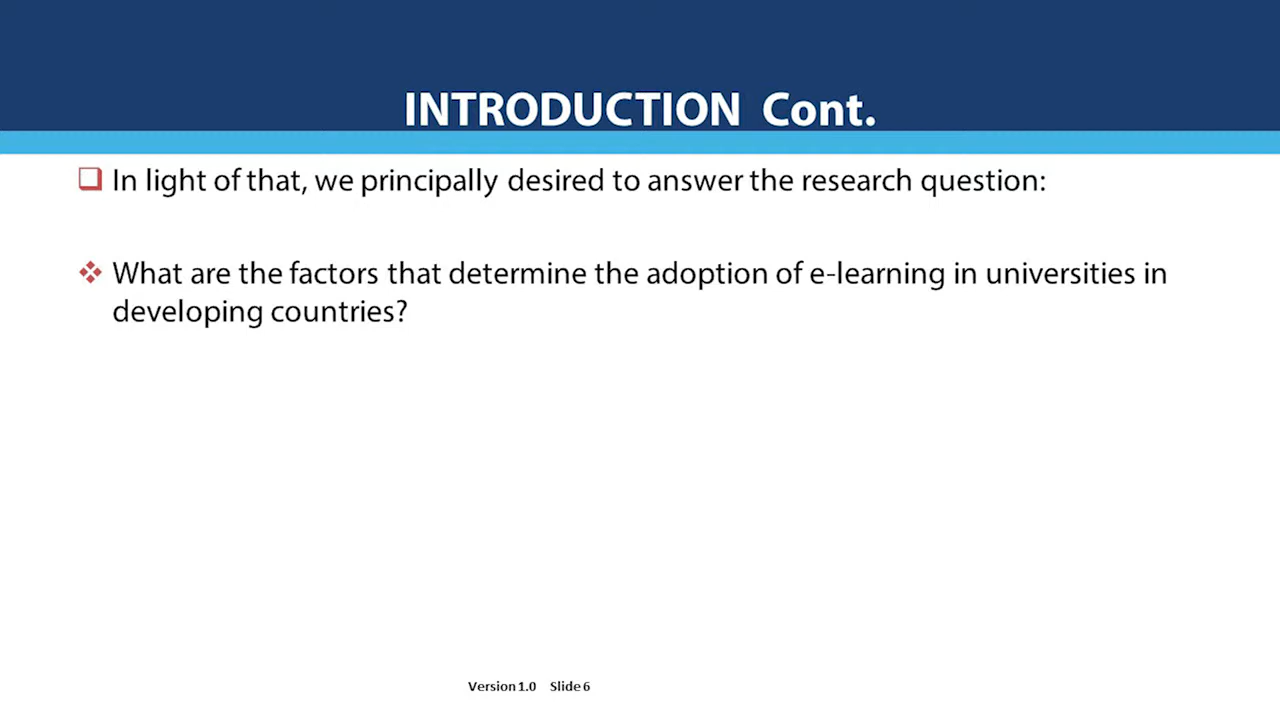 INTRODUCTION Cont.
In light of that, we principally desired to answer the research question:
What are the factors that determine the adoption of e-learning in universities in
developing countries?
Version 1.0 Slide 6